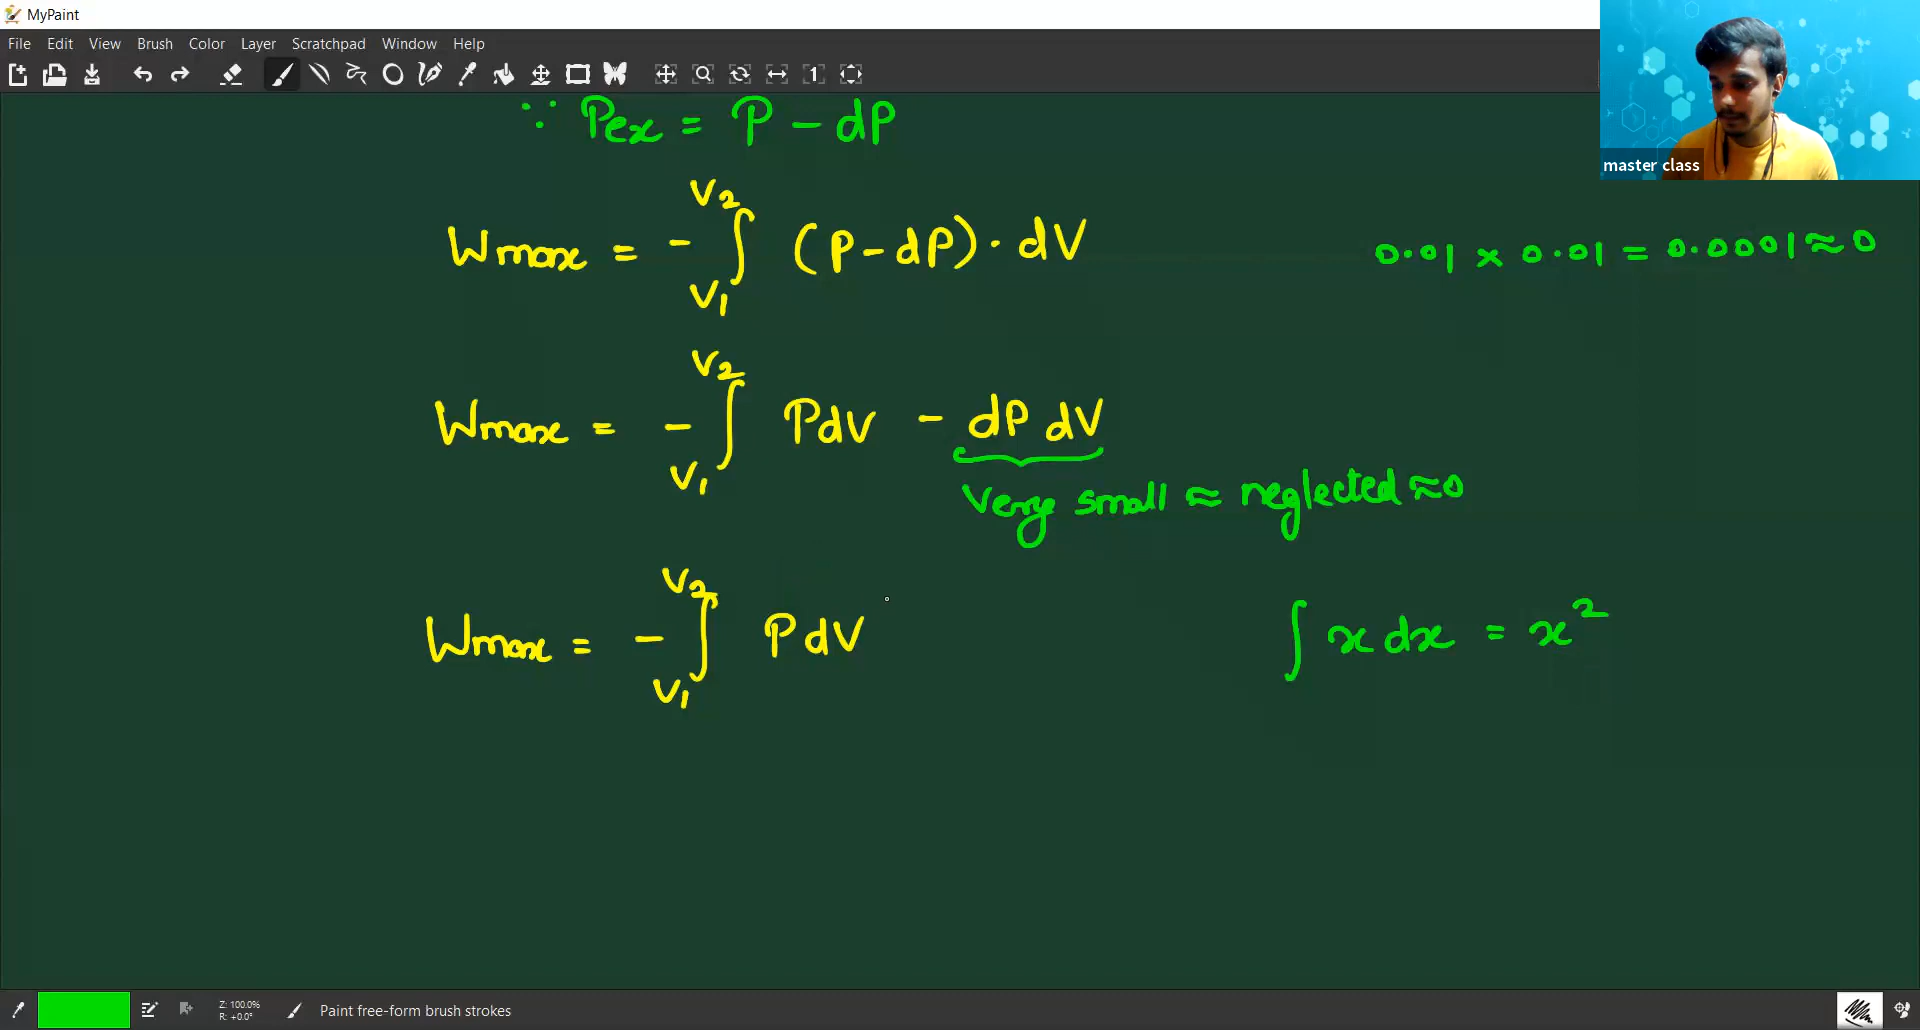 MyPaint
File Edit View Brush Color Layer Scratchpad Window Help
master class
∵ Pex = P - dP
Wmax = - ∫ V1 V2 (P-dP)·dV
0.01 x 0.01 = 0.0001 ≈ 0
Wmax = - ∫ V1 V2 PdV - dP dV
Very small ≈ neglected ≈ 0
Wmax = - ∫ V1 V2 PdV
∫ x dx = x²
Z: 100.0%
R: +0.0°
Paint free-form brush strokes